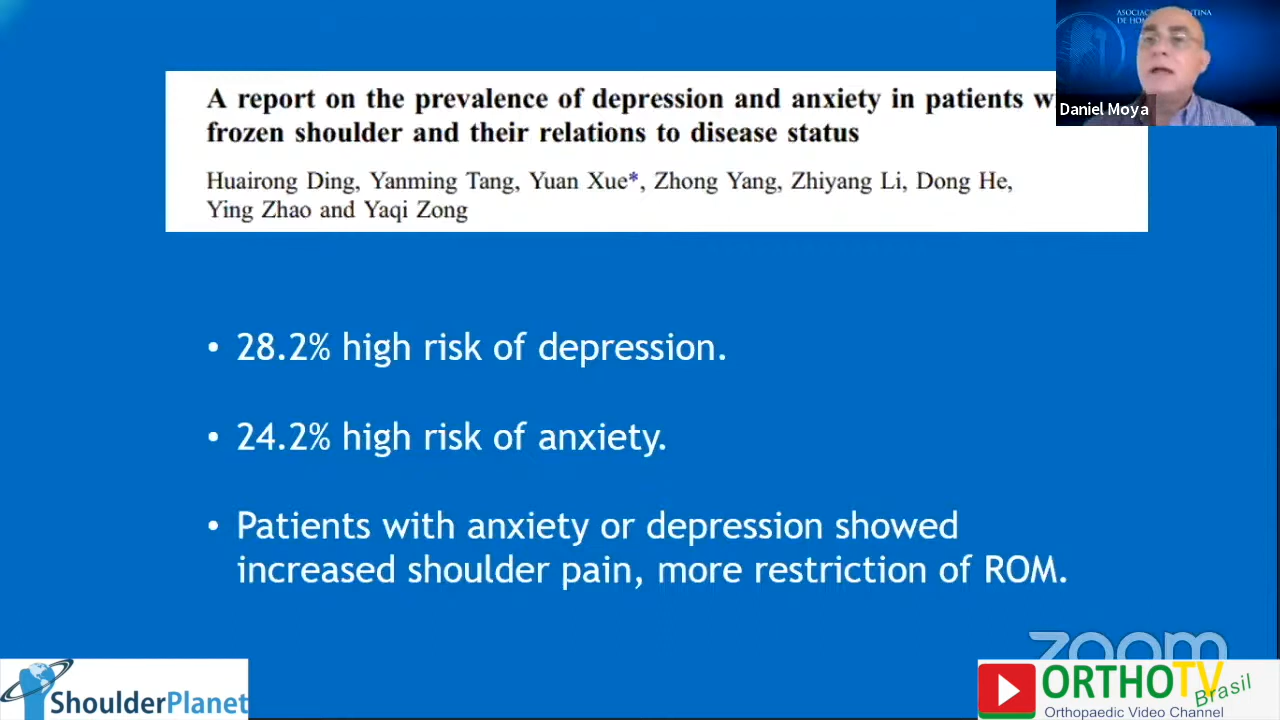 ASOCIACIÓN ARGENTINA
Daniel Moya
A report on the prevalence of depression and anxiety in patients
frozen shoulder and their relations to disease status
Huairong Ding, Yanming Tang, Yuan Xue*, Zhong Yang, Zhiyang Li, Dong He,
Ying Zhao and Yaqi Zong
• 28.2% high risk of depression.
• 24.2% high risk of anxiety.
• Patients with anxiety or depression showed
increased shoulder pain, more restriction of ROM.
zoom
ShoulderPlanet
ORTHOTV
Brasil
Orthopaedic Video Channel